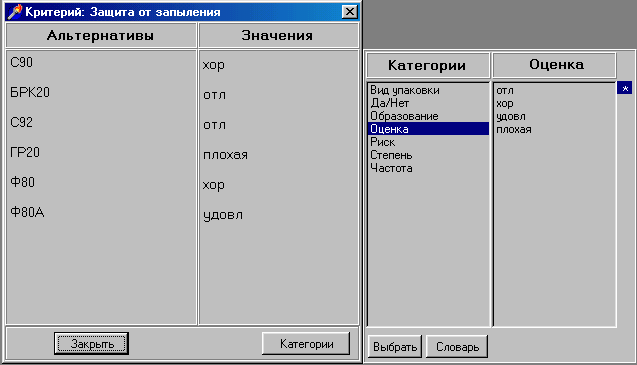 Критерий: Защита от запыления
Альтернативы Значения
С90 хор
БРК20 отл
С92 отл
ГР20 плохая
Ф80 хор
Ф80А удовл
Закрыть Категории
Категории Оценка
Вид упаковки
Да/Нет
Образование
Оценка
Риск
Степень
Частота
отл
хор
удовл
плохая
*
Выбрать Словарь